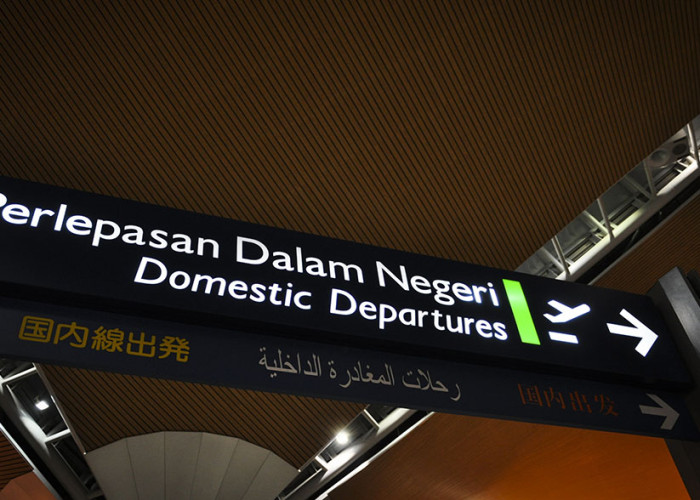 Perlepasan Dalam Negeri
Domestic Departures
国内線出発
رحلات المغادرة الداخلية
国内出发